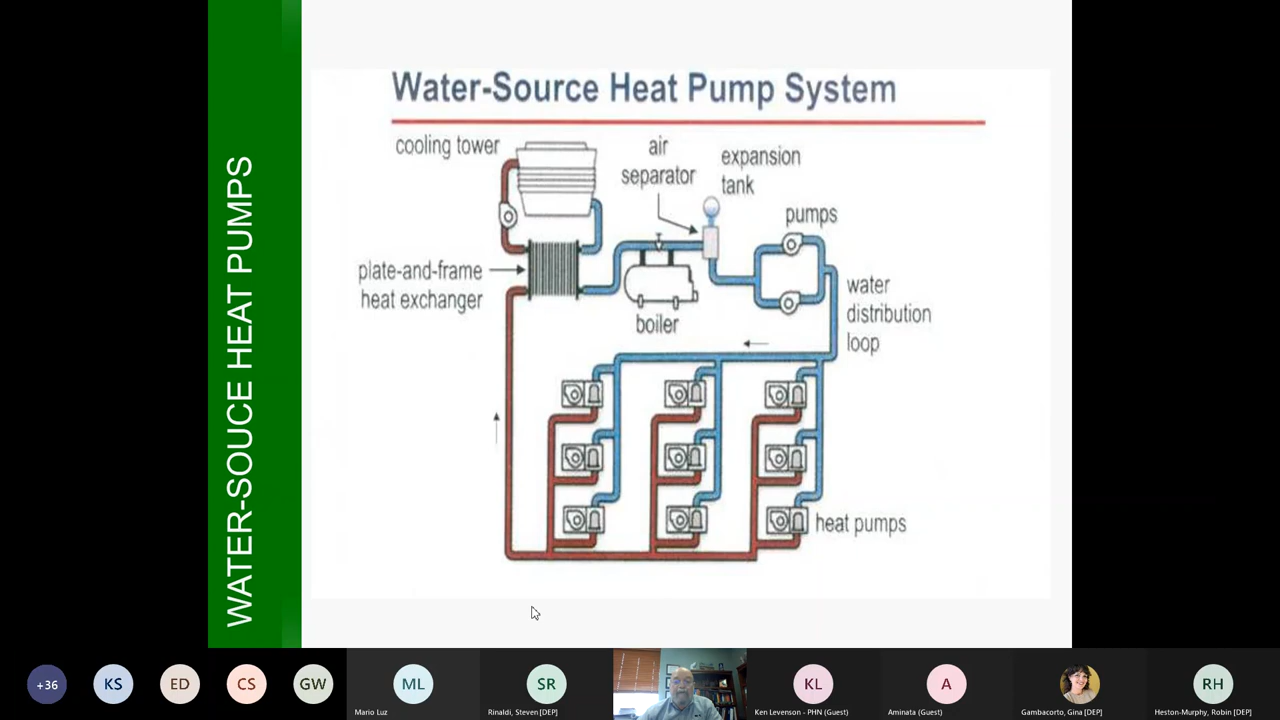 WATER-SOUCE HEAT PUMPS
Water-Source Heat Pump System
cooling tower
air
separator
expansion
tank
pumps
plate-and-frame
heat exchanger
boiler
water
distribution
loop
heat pumps
+36
KS
ED
CS
GW
ML
Mario Luz
SR
Rinaldi, Steven [DEP]
KL
Ken Levenson - PHN (Guest)
A
Aminata (Guest)
Gambacorto, Gina [DEP]
RH
Heston-Murphy, Robin [DEP]